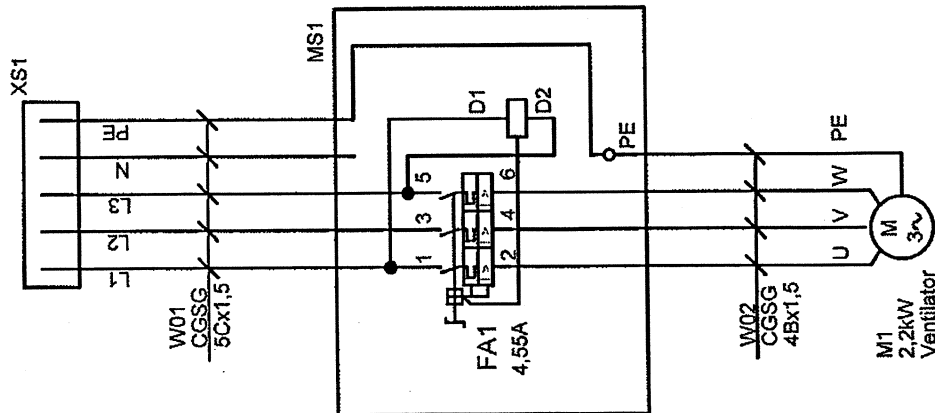 XS1
L1
L2
L3
N
PE
W01
CGSG
5Cx1,5
MS1
1
3
5
D1
D2
FA1
4,55A
I>
I>
I>
2
4
6
PE
W02
CGSG
4Bx1,5
U
V
W
PE
M1
2,2kW
Ventilator
M
3~